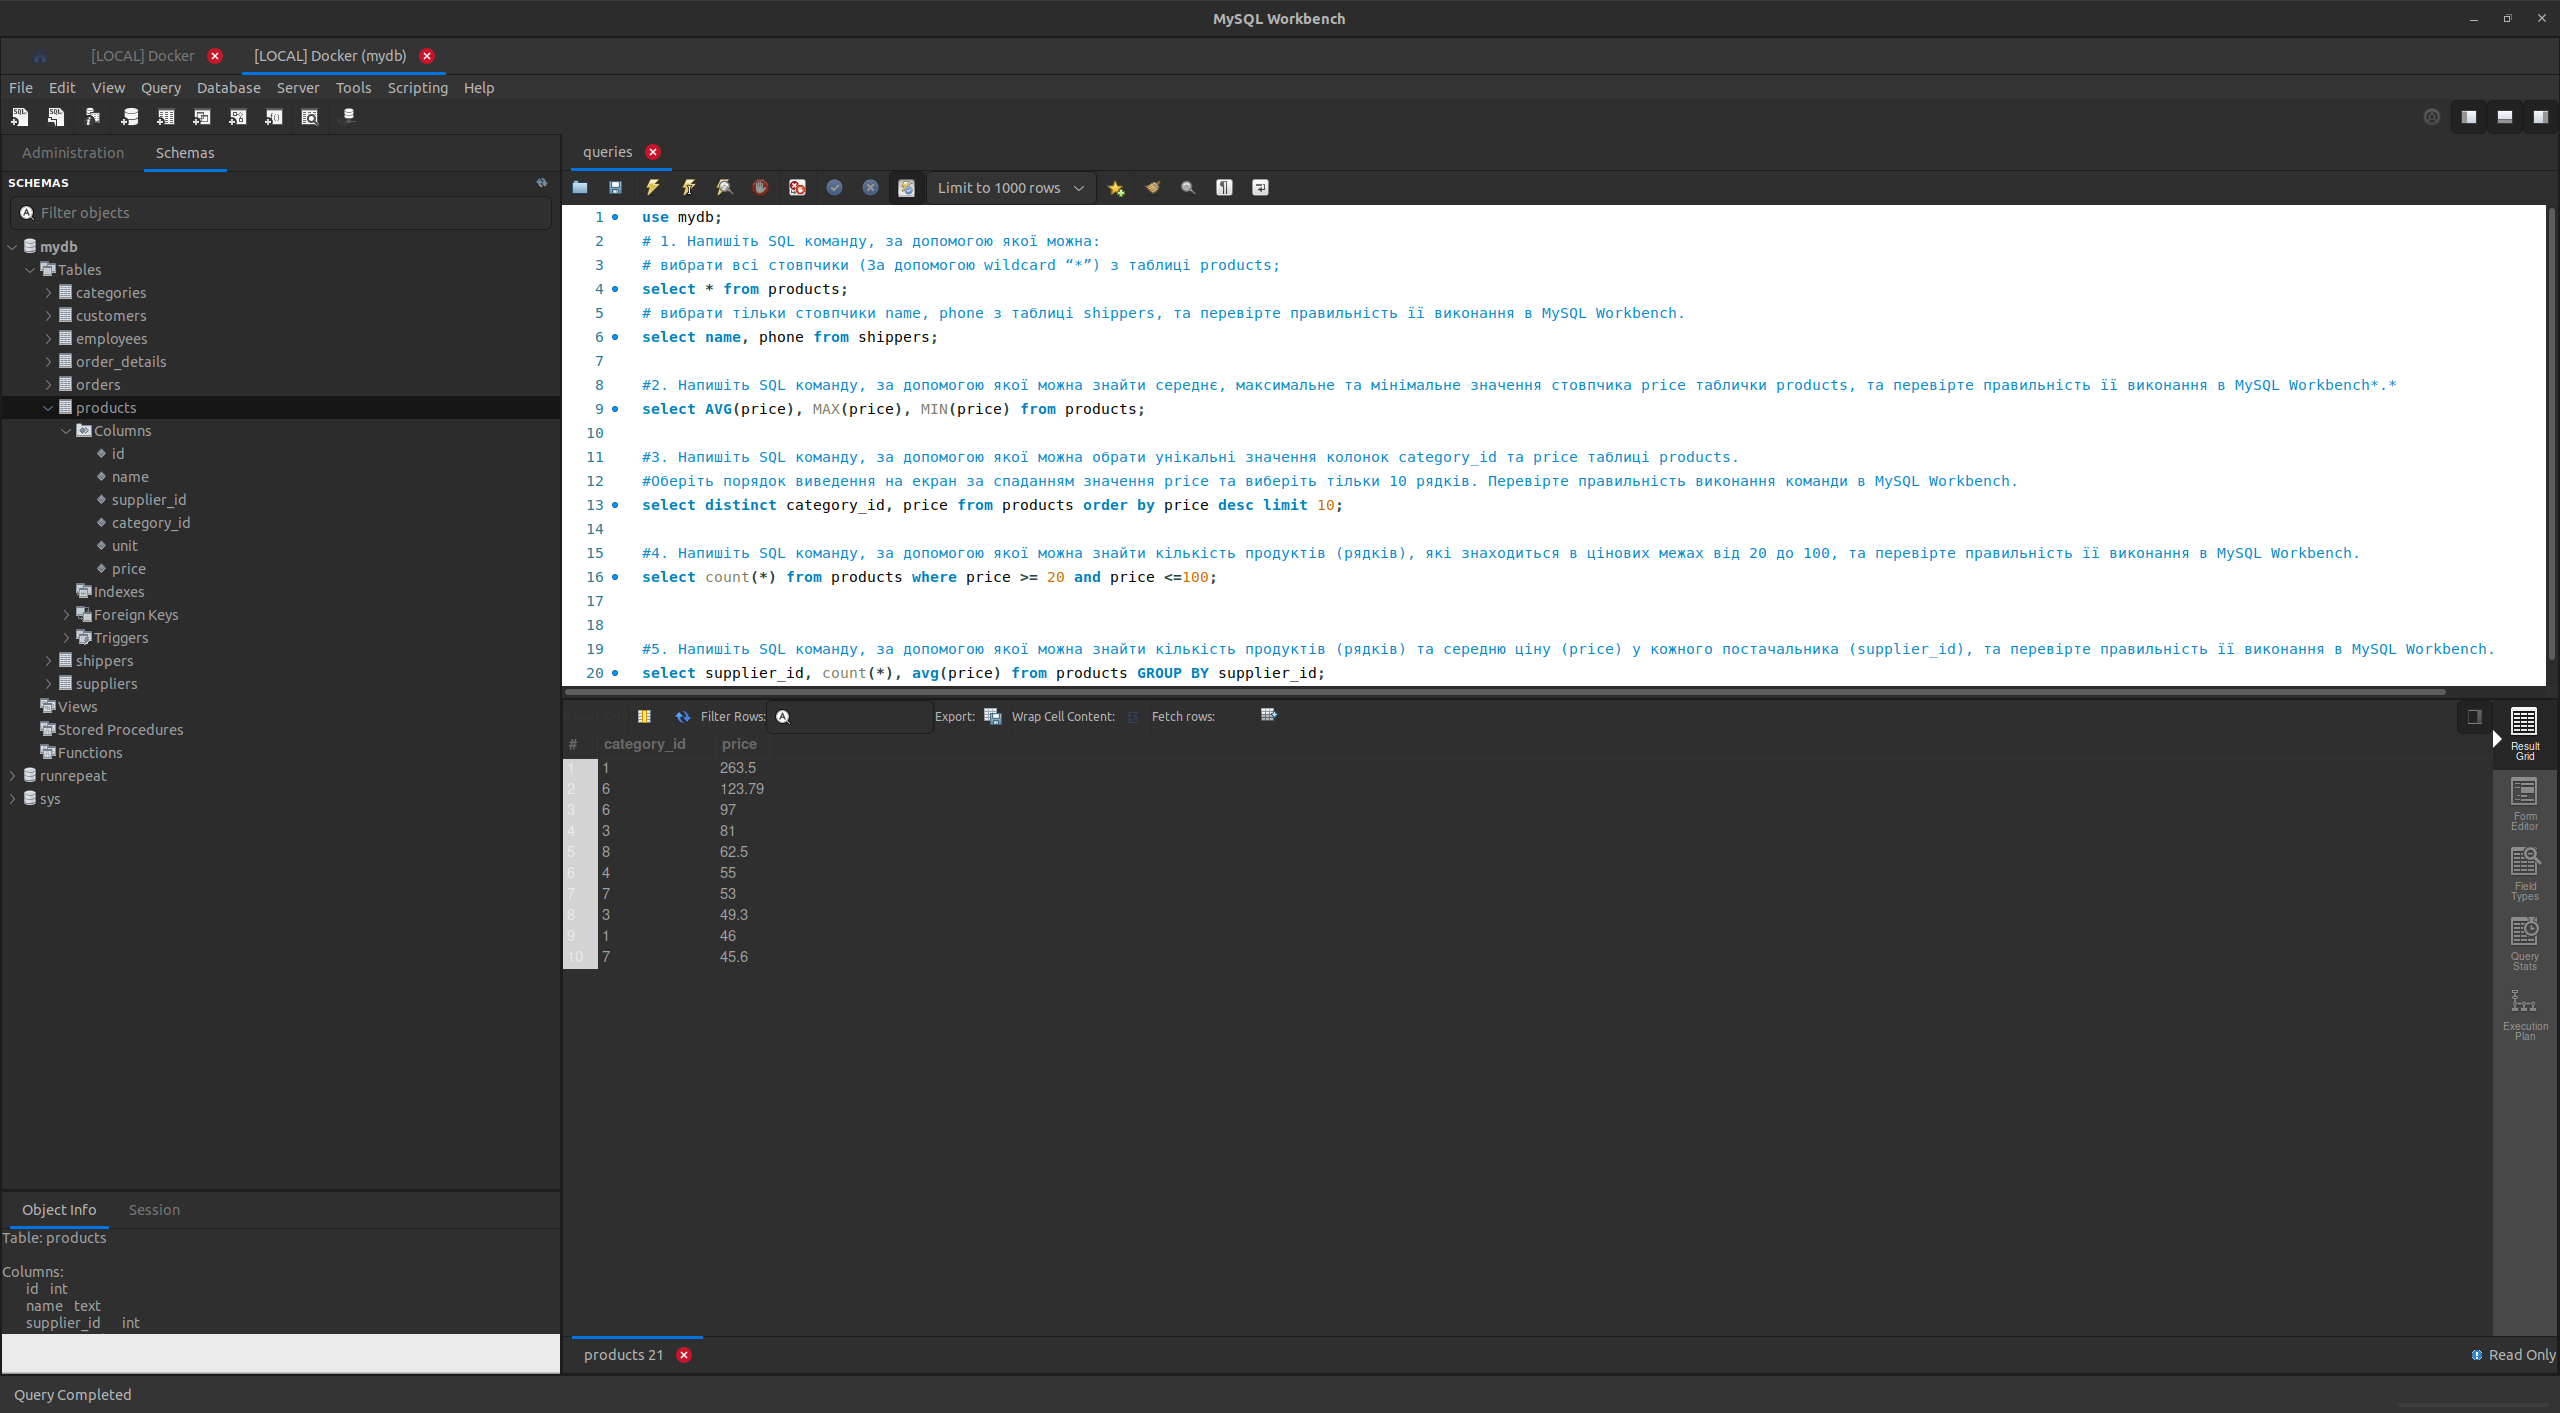 MySQL Workbench
[LOCAL] Docker
[LOCAL] Docker (mydb)
File Edit View Query Database Server Tools Scripting Help
Administration Schemas
SCHEMAS
Filter objects
mydb
Tables
categories
customers
employees
order_details
orders
products
Columns
id
name
supplier_id
category_id
unit
price
Indexes
Foreign Keys
Triggers
shippers
suppliers
Views
Stored Procedures
Functions
runrepeat
sys
Object Info Session
Table: products
Columns:
id int
name text
supplier_id int
queries
Limit to 1000 rows
1 use mydb;
2 # 1. Напишіть SQL команду, за допомогою якої можна:
3 # вибрати всі стовпчики (За допомогою wildcard “*”) з таблиці products;
4 select * from products;
5 # вибрати тільки стовпчики name, phone з таблиці shippers, та перевірте правильність її виконання в MySQL Workbench.
6 select name, phone from shippers;
7
8 #2. Напишіть SQL команду, за допомогою якої можна знайти середнє, максимальне та мінімальне значення стовпчика price таблички products, та перевірте правильність її виконання в MySQL Workbench*.*
9 select AVG(price), MAX(price), MIN(price) from products;
10
11 #3. Напишіть SQL команду, за допомогою якої можна обрати унікальні значення колонок category_id та price таблиці products.
12 #Оберіть порядок виведення на екран за спаданням значення price та виберіть тільки 10 рядків. Перевірте правильність виконання команди в MySQL Workbench.
13 select distinct category_id, price from products order by price desc limit 10;
14
15 #4. Напишіть SQL команду, за допомогою якої можна знайти кількість продуктів (рядків), які знаходиться в цінових межах від 20 до 100, та перевірте правильність її виконання в MySQL Workbench.
16 select count(*) from products where price >= 20 and price <=100;
17
18
19 #5. Напишіть SQL команду, за допомогою якої можна знайти кількість продуктів (рядків) та середню ціну (price) у кожного постачальника (supplier_id), та перевірте правильність її виконання в MySQL Workbench.
20 select supplier_id, count(*), avg(price) from products GROUP BY supplier_id;
Filter Rows: Export: Wrap Cell Content: Fetch rows:
# category_id price
1 1 263.5
2 6 123.79
3 6 97
4 3 81
5 8 62.5
6 4 55
7 7 53
8 3 49.3
9 1 46
10 7 45.6
Result
Grid
Form
Editor
Field
Types
Query
Stats
Execution
Plan
products 21
Read Only
Query Completed